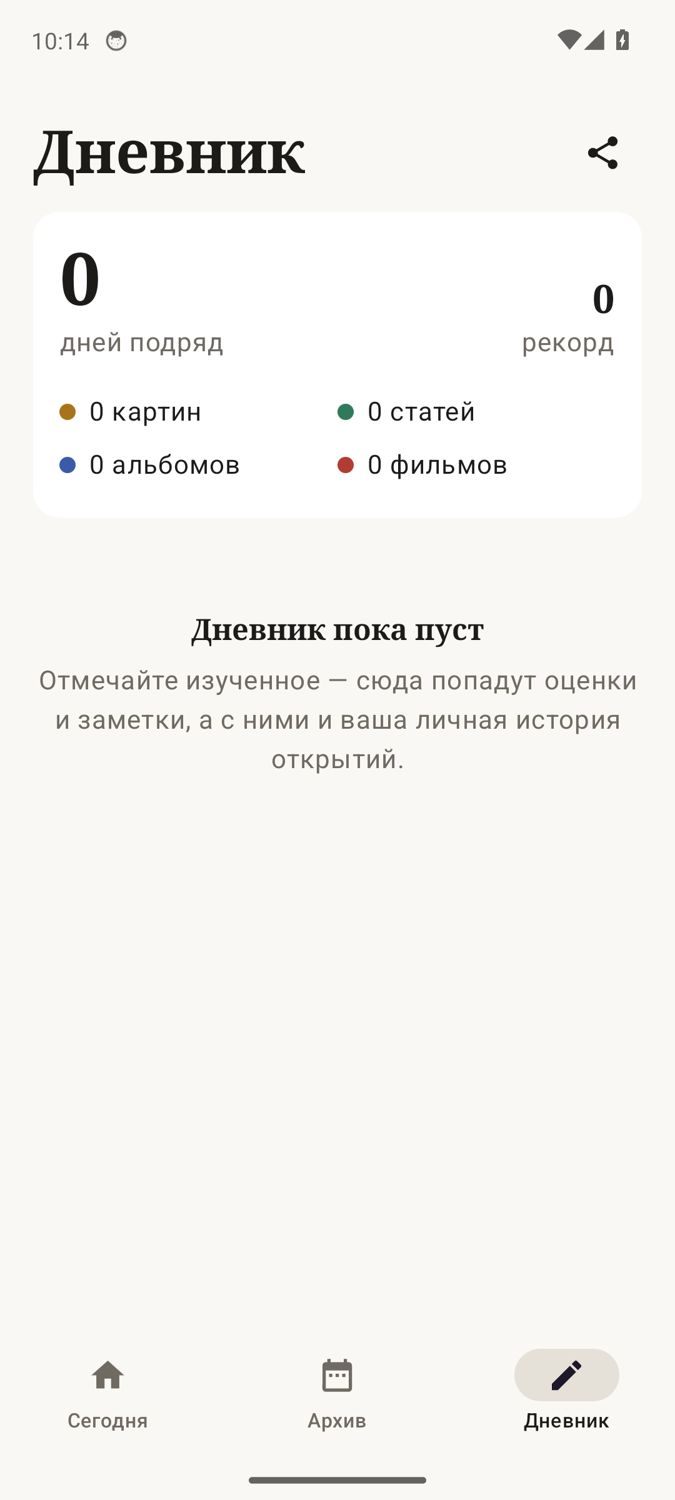 10:14
Дневник
0
0
дней подряд
рекорд
0 картин
0 статей
0 альбомов
0 фильмов
Дневник пока пуст
Отмечайте изученное — сюда попадут оценки
и заметки, а с ними и ваша личная история
открытий.
Сегодня
Архив
Дневник